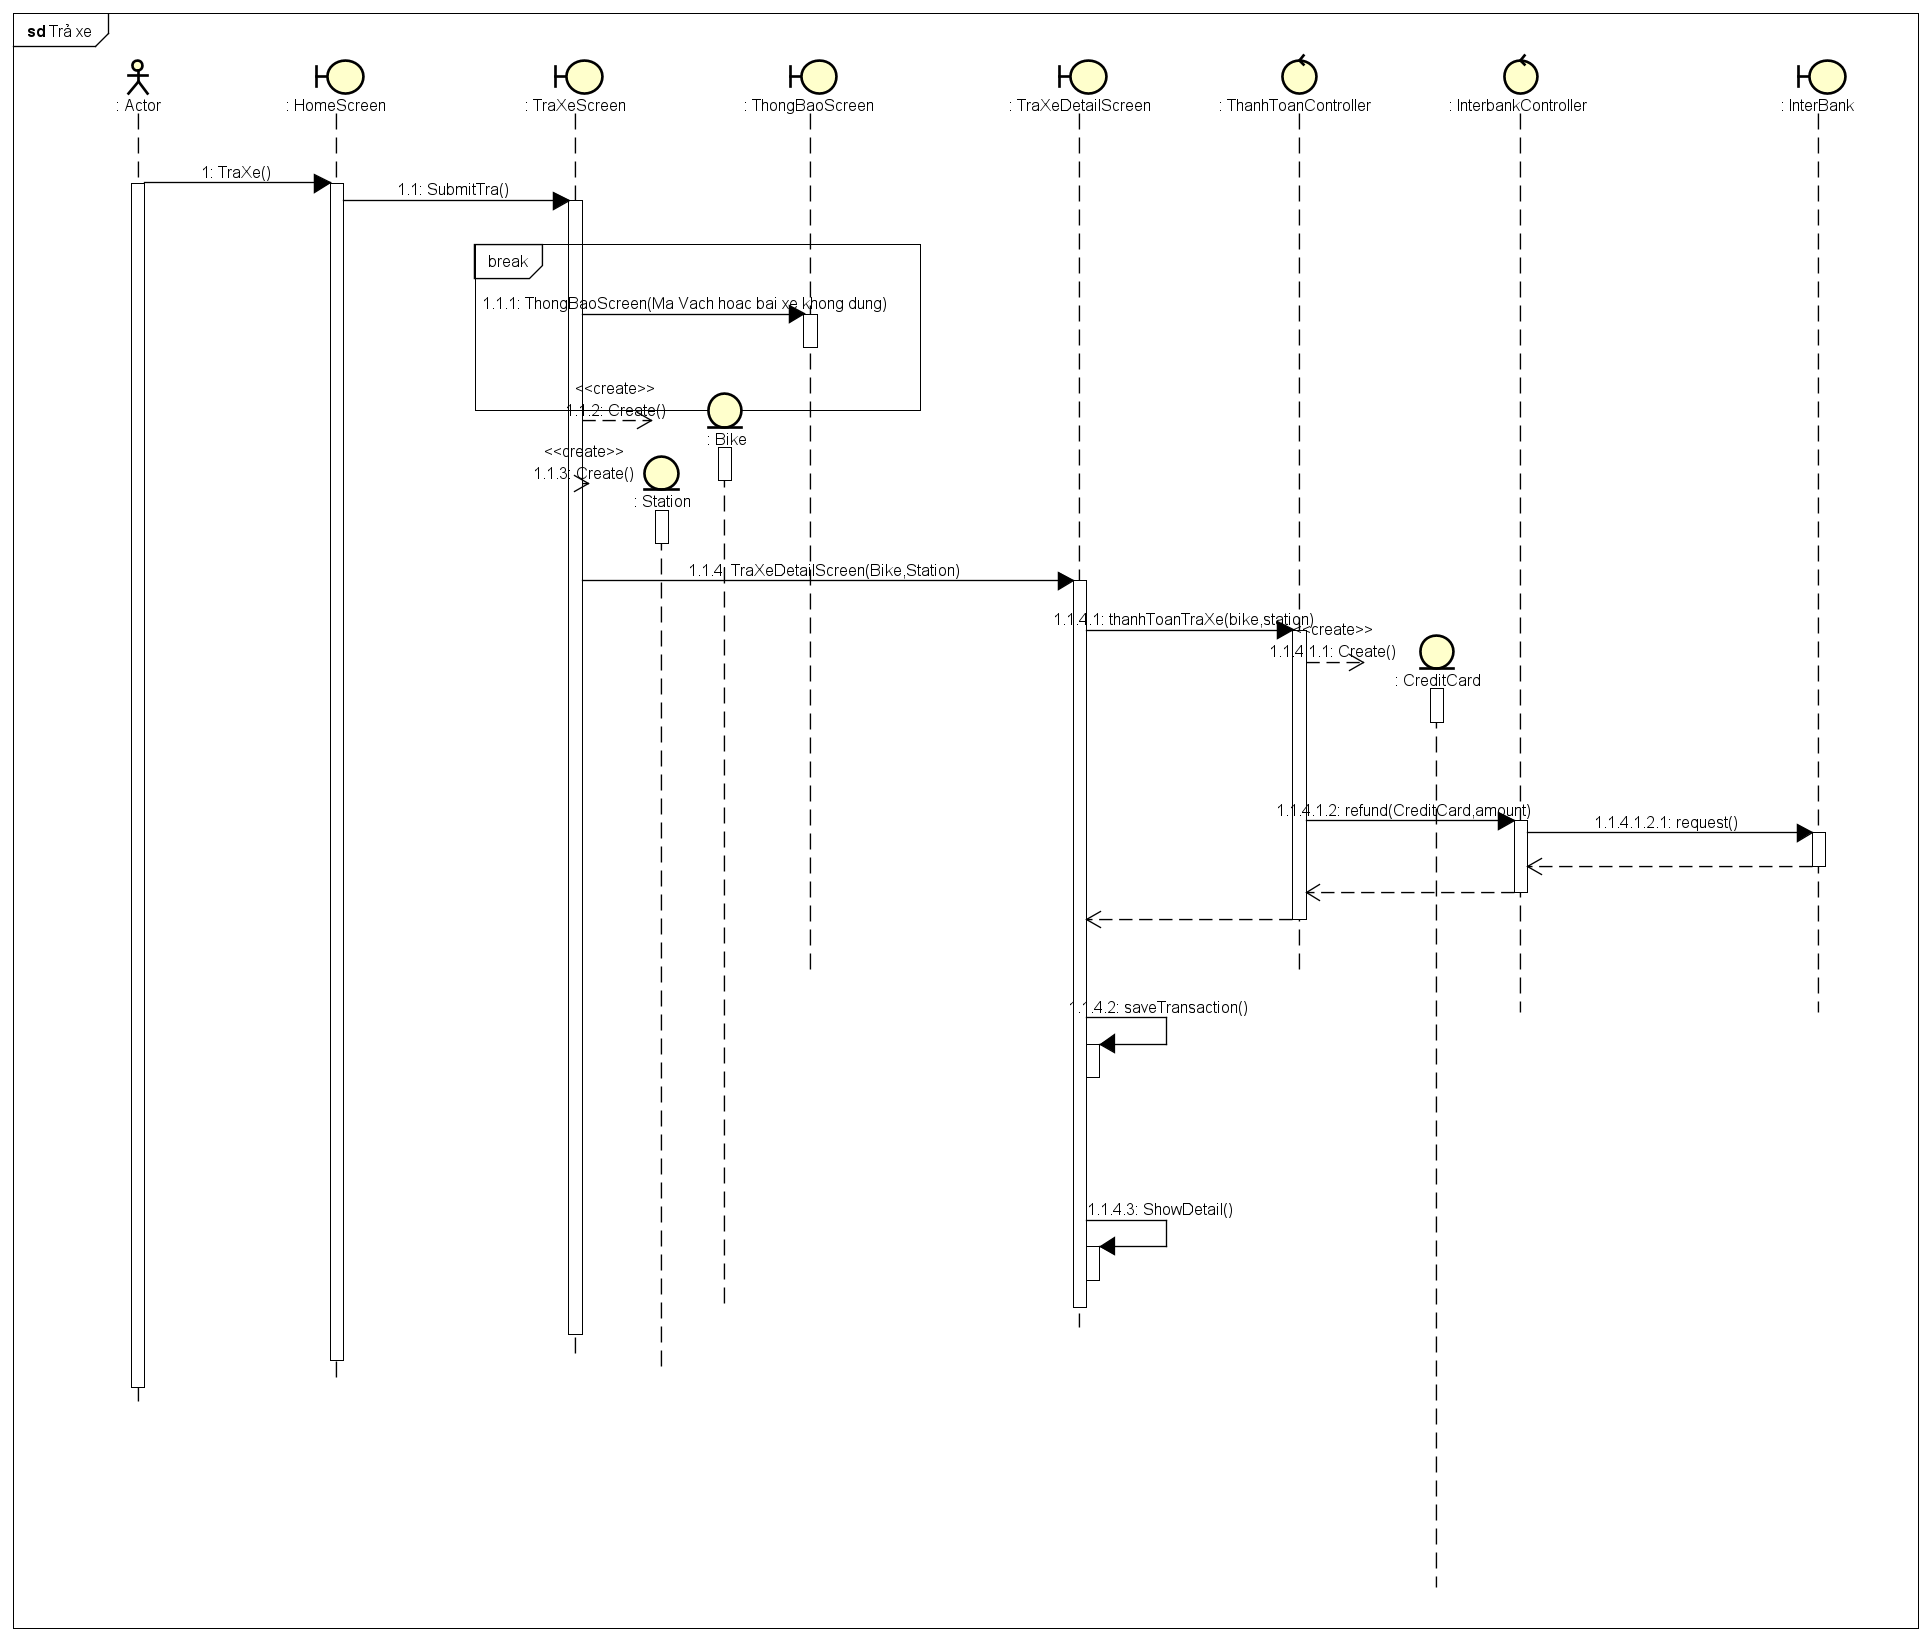 sd Trả xe
: Actor
: HomeScreen
: TraXeScreen
: ThongBaoScreen
: TraXeDetailScreen
: ThanhToanController
: InterbankController
: InterBank
1: TraXe()
1.1: SubmitTra()
break
1.1.1: ThongBaoScreen(Ma Vach hoac bai xe khong dung)
<<create>>
1.1.2: Create()
: Bike
<<create>>
1.1.3: Create()
: Station
1.1.4: TraXeDetailScreen(Bike,Station)
1.1.4.1: thanhToanTraXe(bike,station)
<<create>>
1.1.4.1.1: Create()
: CreditCard
1.1.4.1.2: refund(CreditCard,amount)
1.1.4.1.2.1: request()
1.1.4.2: saveTransaction()
1.1.4.3: ShowDetail()